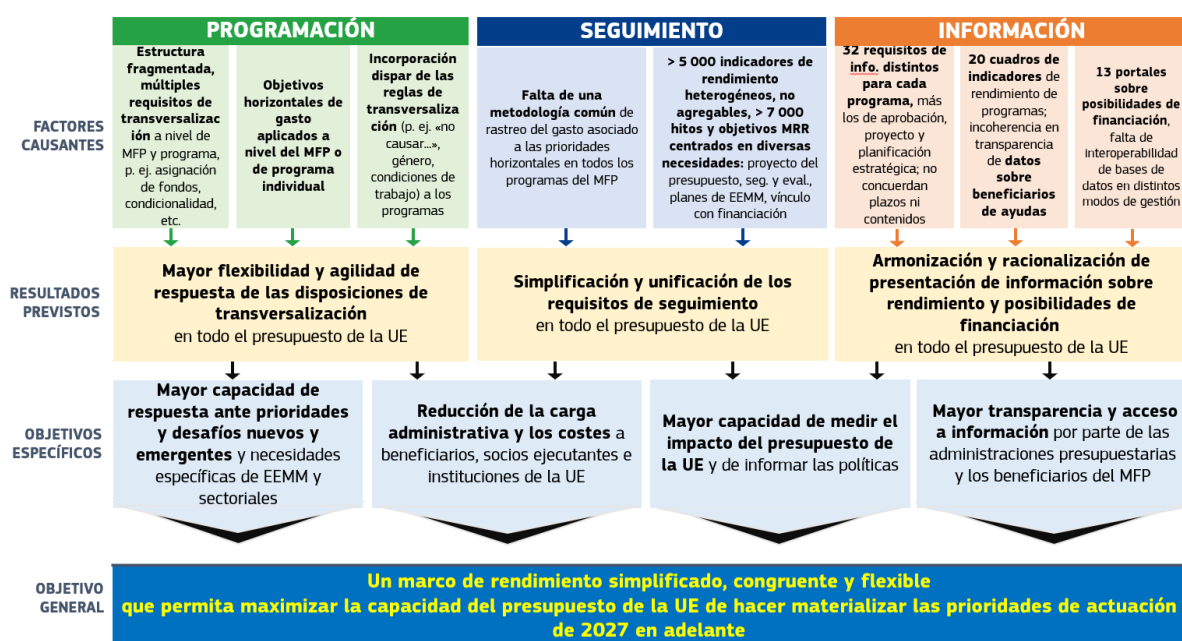 PROGRAMACIÓN
SEGUIMIENTO
INFORMACIÓN
FACTORES
CAUSANTES
Estructura
fragmentada,
múltiples
requisitos de
transversalizac
ión a nivel de
MFP y programa,
p. ej. asignación
de fondos,
condicionalidad,
etc.
Objetivos
horizontales de
gasto
aplicados a
nivel del MFP o
de programa
individual
Incorporación
dispar de las
reglas de
transversaliza
ción (p. ej. «no
causar...»,
género,
condiciones de
trabajo) a los
programas
Falta de una
metodología común de
rastreo del gasto asociado
a las prioridades
horizontales en todos los
programas del MFP
> 5 000 indicadores de
rendimiento
heterogéneos, no
agregables, > 7 000
hitos y objetivos MRR
centrados en diversas
necesidades: proyecto del
presupuesto, seg. y eval.,
planes de EEMM, vínculo
con financiación
32 requisitos de
info. distintos
para cada
programa, más
los de aprobación,
proyecto y
planificación
estratégica; no
concuerdan
plazos ni
contenidos
20 cuadros de
indicadores de
rendimiento de
programas;
incoherencia en
transparencia
de datos
sobre
beneficiarios
de ayudas
13 portales
sobre
posibilidades de
financiación,
falta de
interoperabilidad
de bases de
datos en distintos
modos de gestión
RESULTADOS
PREVISTOS
Mayor flexibilidad y agilidad de
respuesta de las disposiciones de
transversalización
en todo el presupuesto de la UE
Simplificación y unificación de los
requisitos de seguimiento
en todo el presupuesto de la UE
Armonización y racionalización de
presentación de información sobre
rendimiento y posibilidades de
financiación
en todo el presupuesto de la UE
OBJETIVOS
ESPECÍFICOS
Mayor capacidad de
respuesta ante prioridades
y desafíos nuevos y
emergentes y necesidades
específicas de EEMM y
sectoriales
Reducción de la carga
administrativa y los costes a
beneficiarios, socios ejecutantes e
instituciones de la UE
Mayor capacidad de medir el
impacto del presupuesto de
la UE y de informar las políticas
Mayor transparencia y acceso
a información por parte de las
administraciones presupuestarias
y los beneficiarios del MFP
OBJETIVO
GENERAL
Un marco de rendimiento simplificado, congruente y flexible
que permita maximizar la capacidad del presupuesto de la UE de hacer materializar las prioridades de actuación
de 2027 en adelante